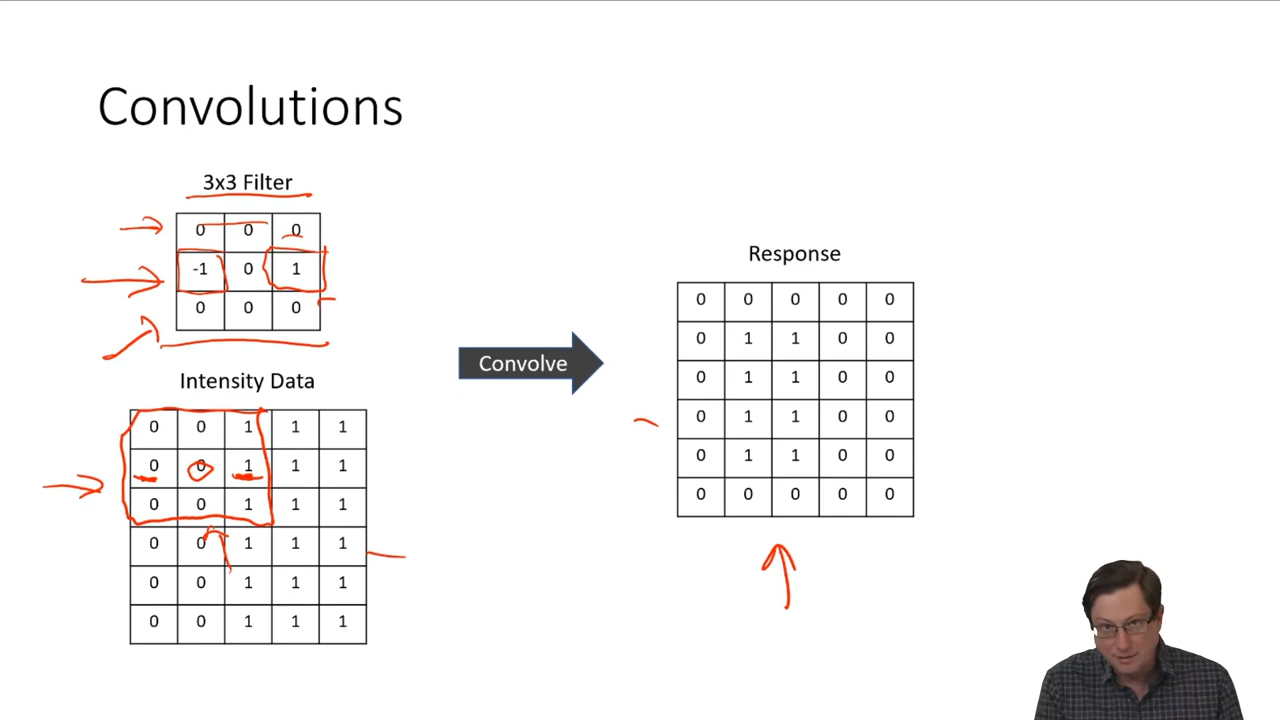 Convolutions
3x3 Filter
0 0 0
-1 0 1
0 0 0
Intensity Data
0 0 1 1 1
0 0 1 1 1
0 0 1 1 1
0 0 1 1 1
0 0 1 1 1
0 0 1 1 1
Convolve
Response
0 0 0 0 0
0 1 1 0 0
0 1 1 0 0
0 1 1 0 0
0 1 1 0 0
0 0 0 0 0